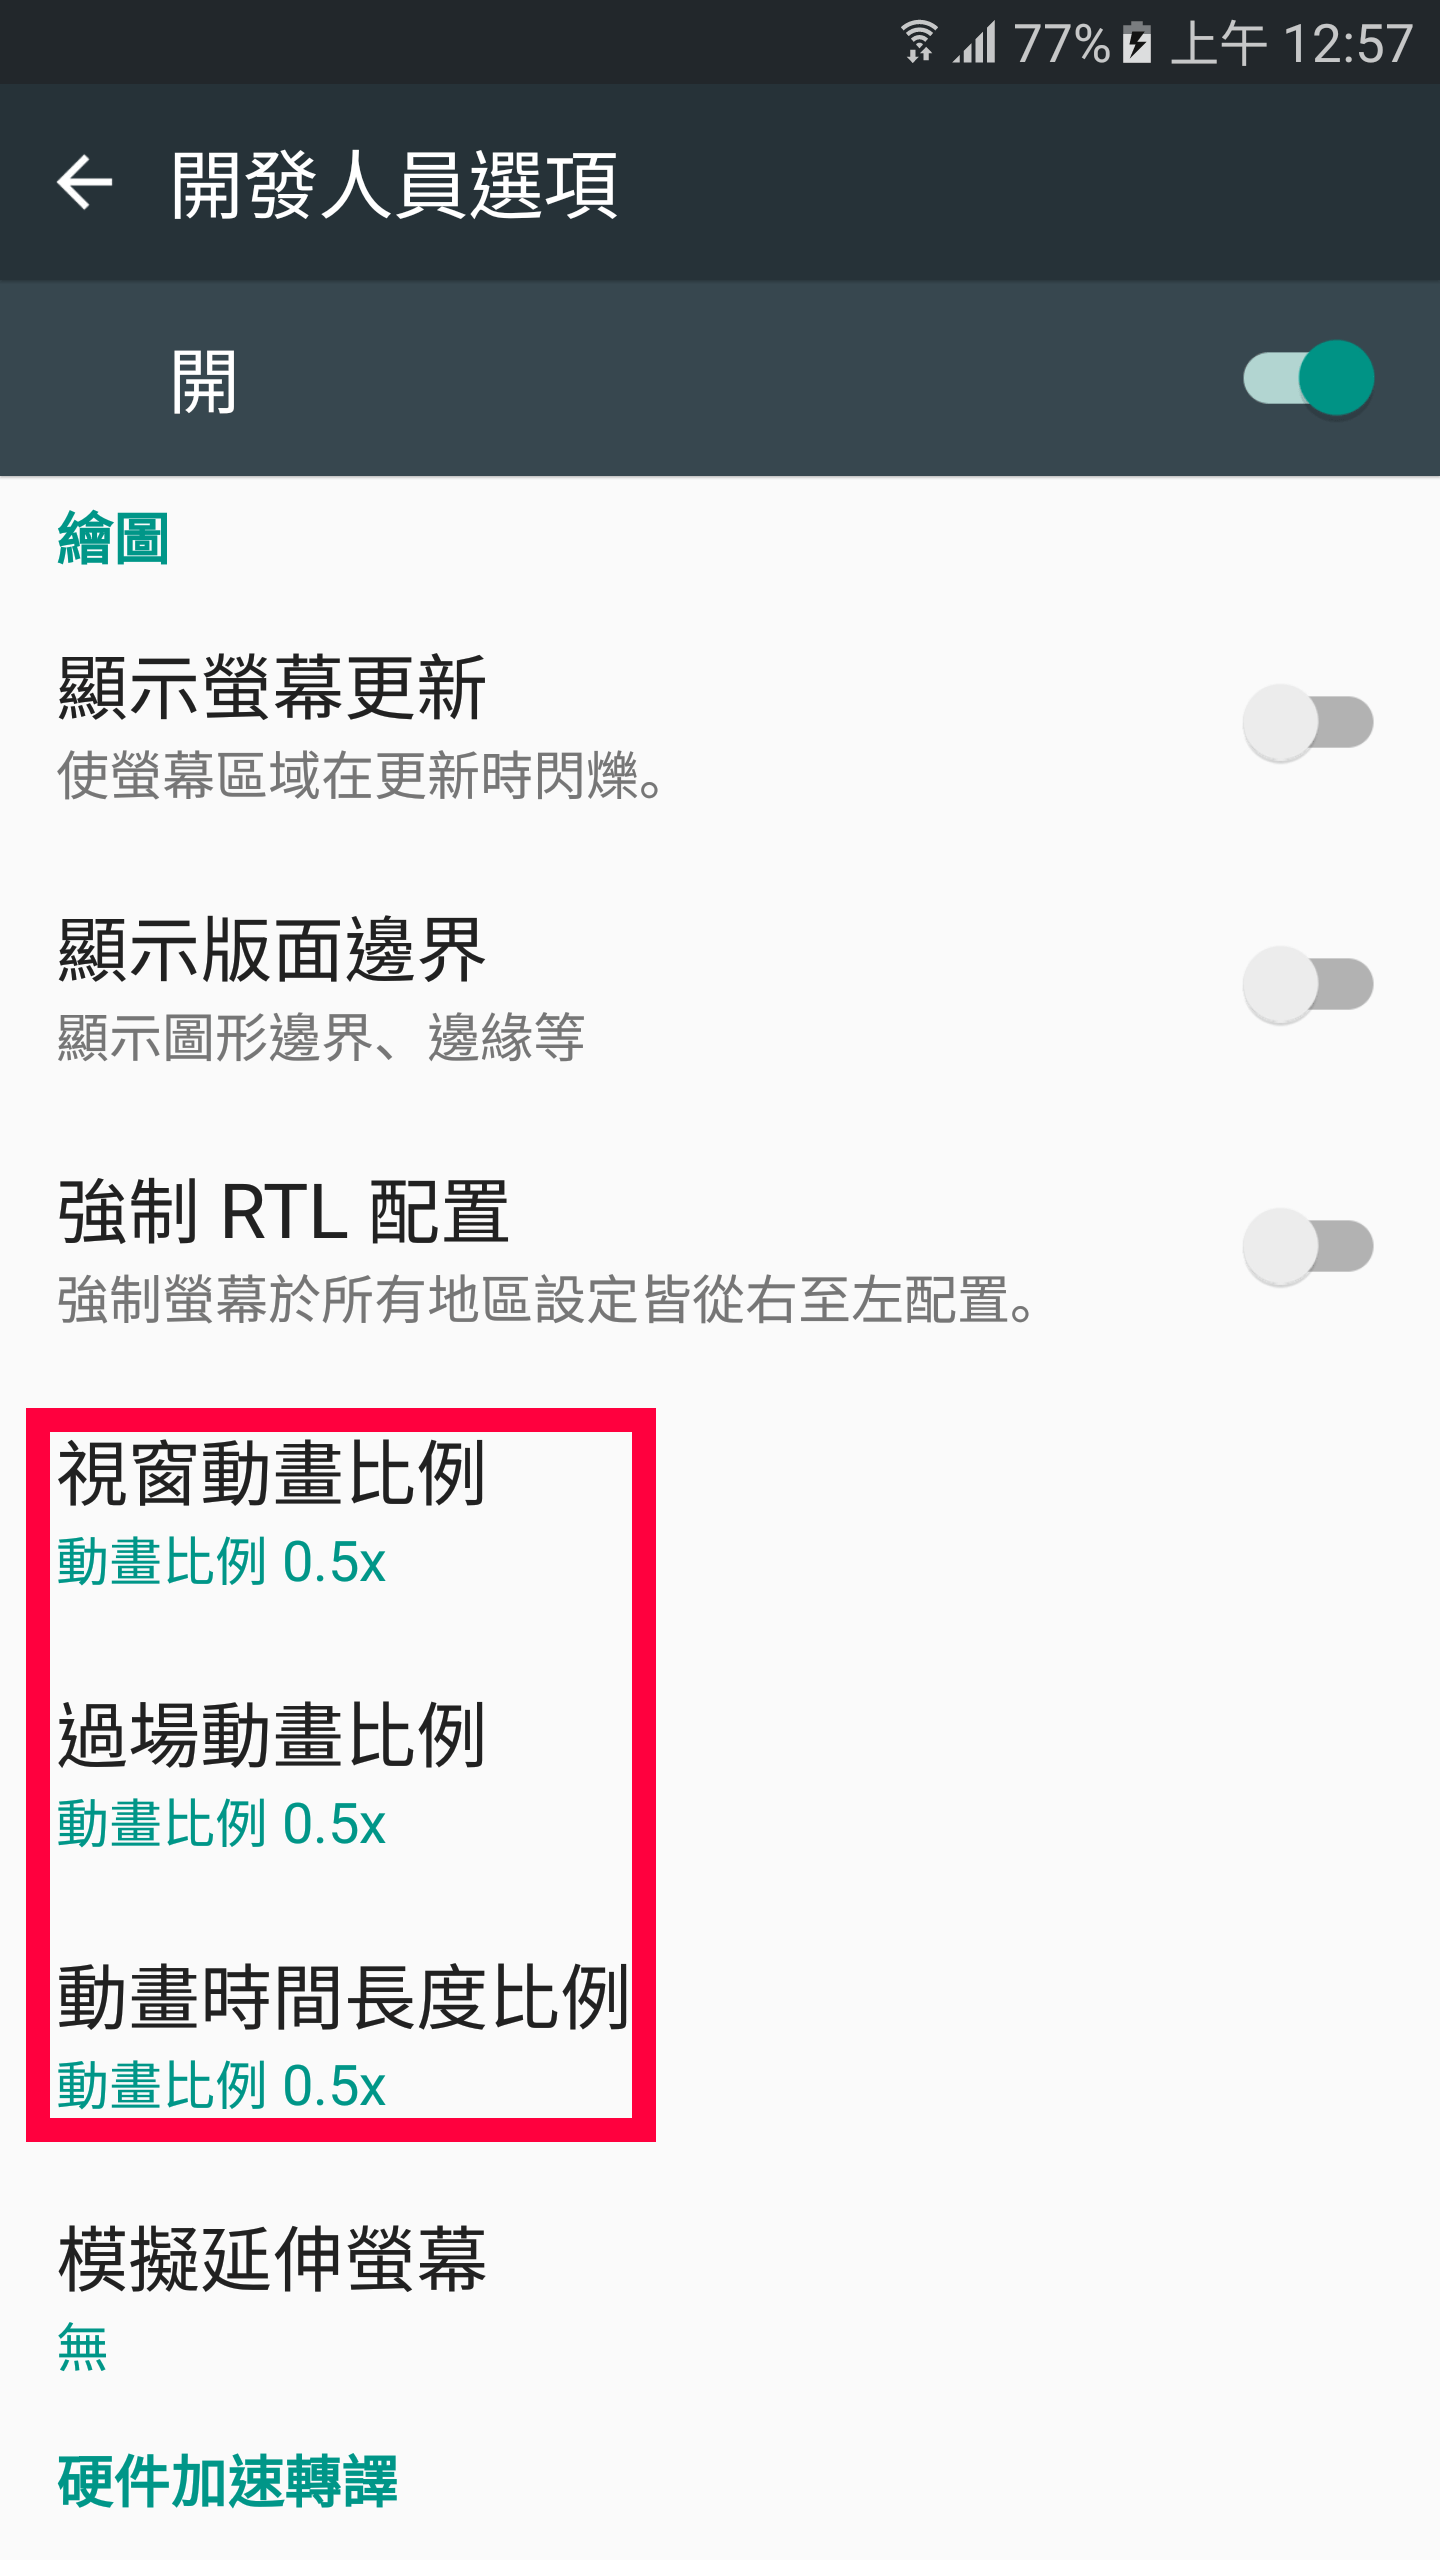 77% 上午 12:57
開發人員選項
開
繪圖
顯示螢幕更新
使螢幕區域在更新時閃爍。
顯示版面邊界
顯示圖形邊界、邊緣等
強制 RTL 配置
強制螢幕於所有地區設定皆從右至左配置。
視窗動畫比例
動畫比例 0.5x
過場動畫比例
動畫比例 0.5x
動畫時間長度比例
動畫比例 0.5x
模擬延伸螢幕
無
硬件加速轉譯